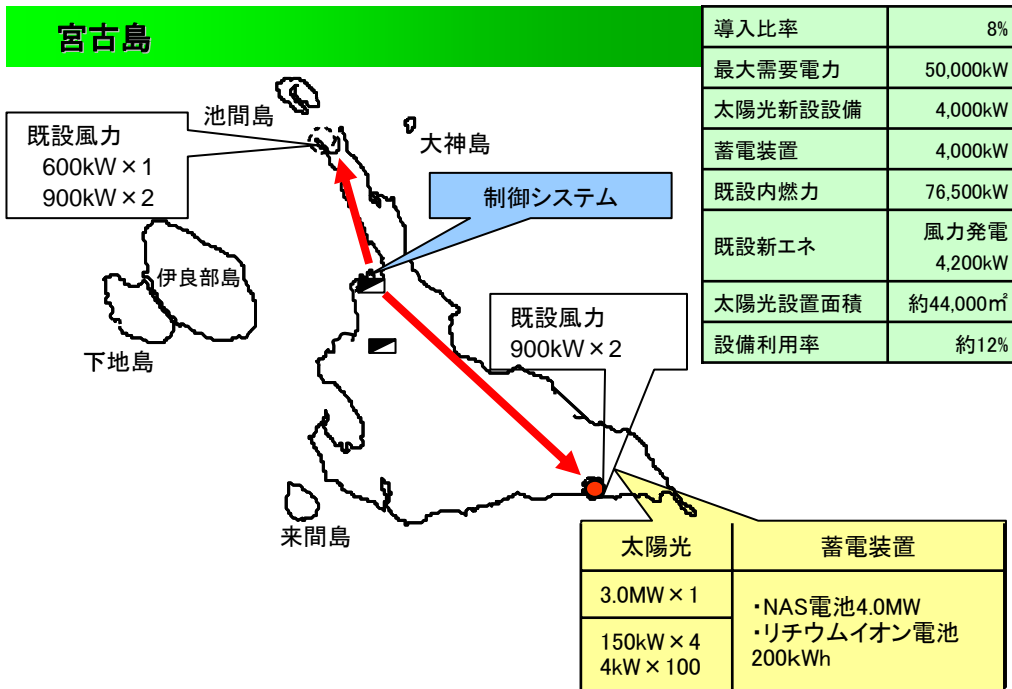 宮古島
導入比率 8%
最大需要電力 50,000kW
太陽光新設設備 4,000kW
蓄電装置 4,000kW
既設内燃力 76,500kW
既設新エネ 風力発電
4,200kW
太陽光設置面積 約44,000㎡
設備利用率 約12%
池間島
大神島
既設風力
600kW×1
900kW×2
制御システム
伊良部島
下地島
既設風力
900kW×2
来間島
太陽光 蓄電装置
3.0MW×1
150kW×4
4kW×100
・NAS電池4.0MW
・リチウムイオン電池
200kWh